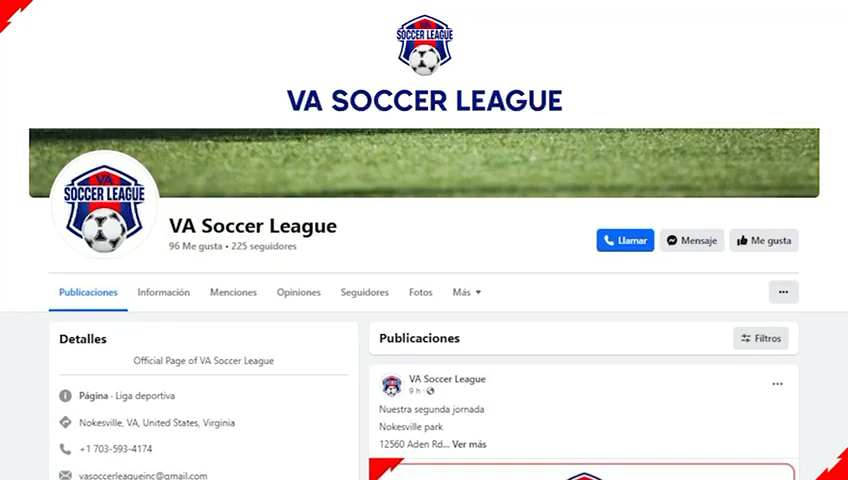 VA
SOCCER LEAGUE
VA SOCCER LEAGUE
VA
SOCCER LEAGUE
VA Soccer League
96 Me gusta • 225 seguidores
Llamar
Mensaje
Me gusta
Publicaciones
Información
Menciones
Opiniones
Seguidores
Fotos
Más
Detalles
Official Page of VA Soccer League
Página · Liga deportiva
Nokesville, VA, United States, Virginia
+1 703-593-4174
vasoccerleagueinc@gmail.com
Publicaciones
Filtros
VA Soccer League
9 h ·
Nuestra segunda jornada
Nokesville park
12560 Aden Rd... Ver más